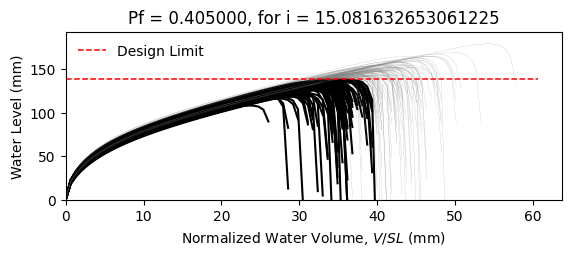 Pf = 0.405000, for i = 15.081632653061225
Design Limit
Water Level (mm)
150
100
50
0
0 10 20 30 40 50 60
Normalized Water Volume, V/SL (mm)